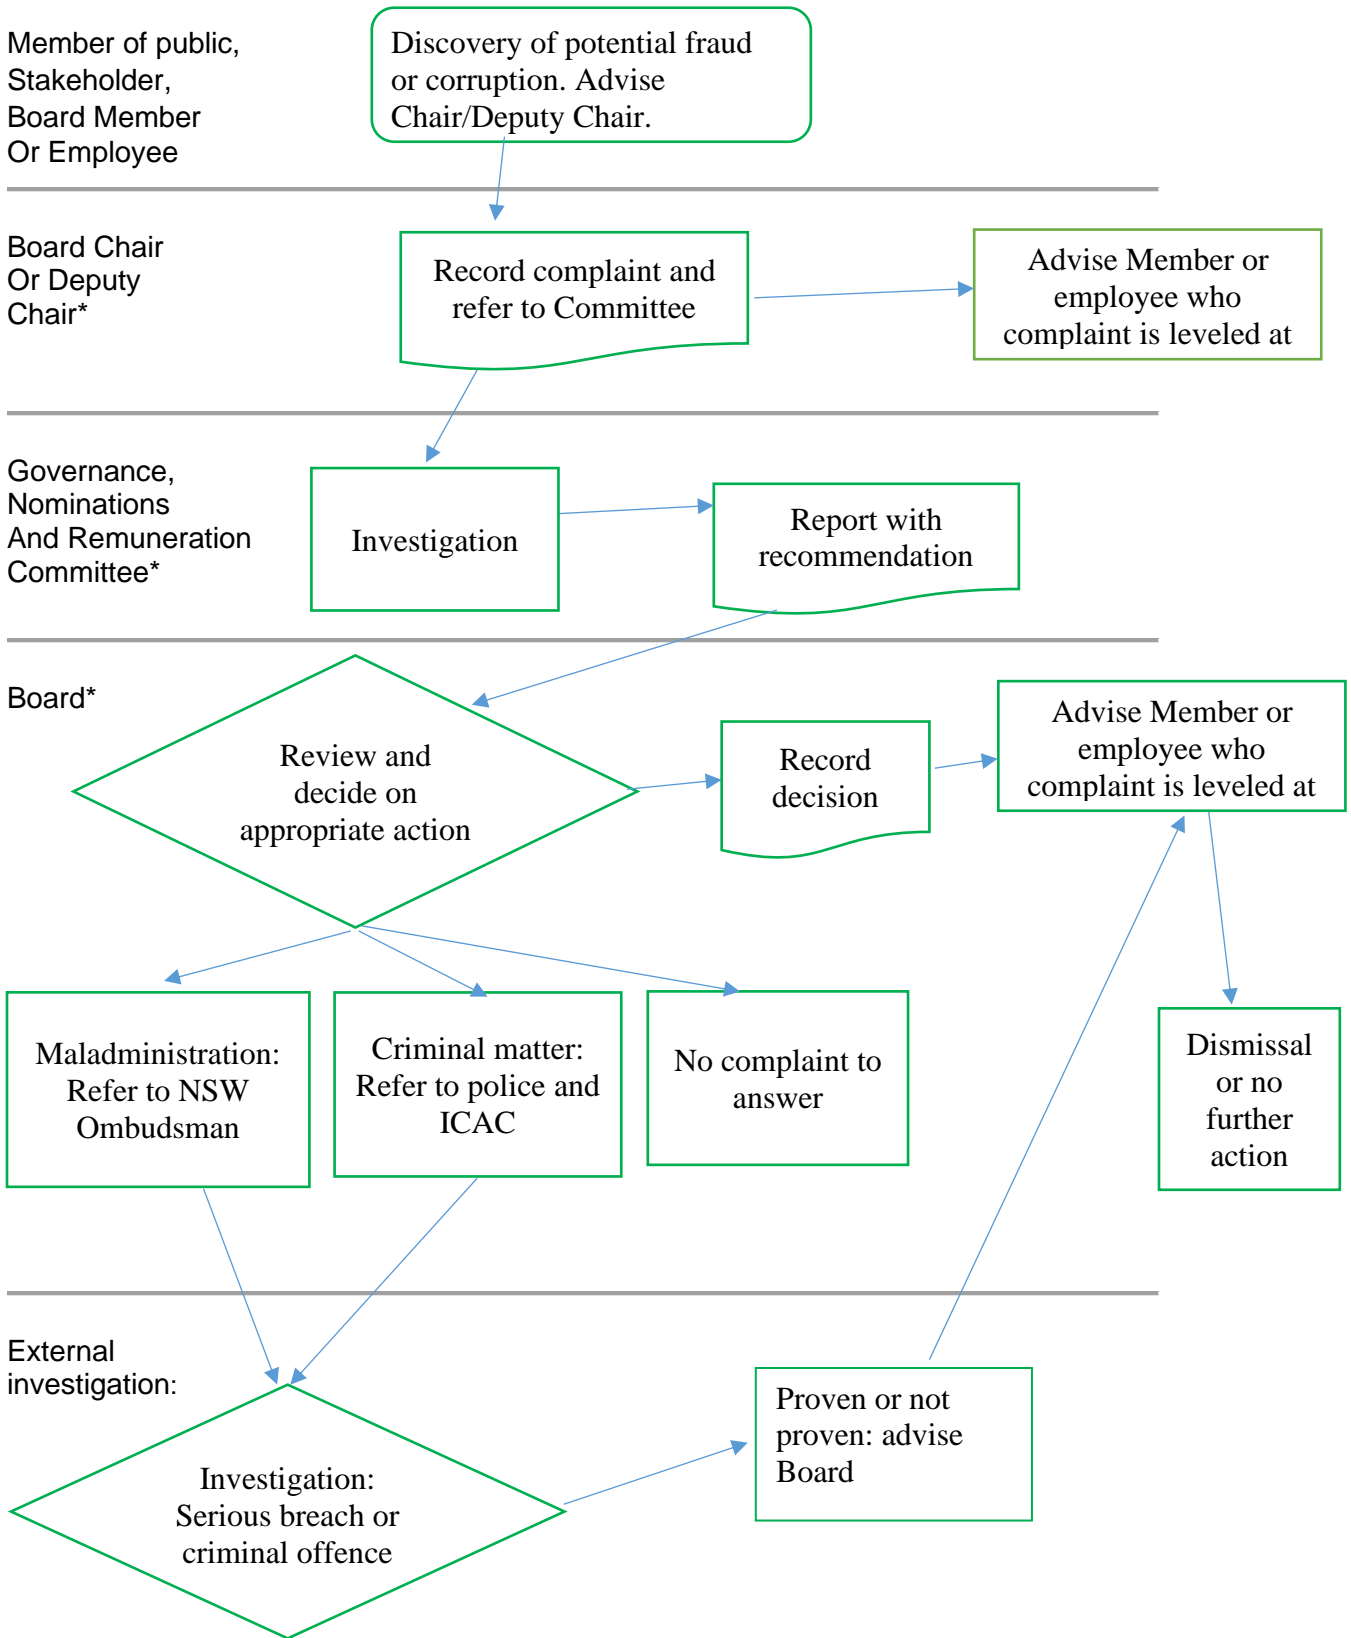 Member of public,
Stakeholder,
Board Member
Or Employee
Discovery of potential fraud
or corruption. Advise
Chair/Deputy Chair.
Board Chair
Or Deputy
Chair*
Record complaint and
refer to Committee
Advise Member or
employee who
complaint is leveled at
Governance,
Nominations
And Remuneration
Committee*
Investigation
Report with
recommendation
Board*
Review and
decide on
appropriate action
Record
decision
Advise Member or
employee who
complaint is leveled at
Maladministration:
Refer to NSW
Ombudsman
Criminal matter:
Refer to police and
ICAC
No complaint to
answer
Dismissal
or no
further
action
External
investigation:
Investigation:
Serious breach or
criminal offence
Proven or not
proven: advise
Board